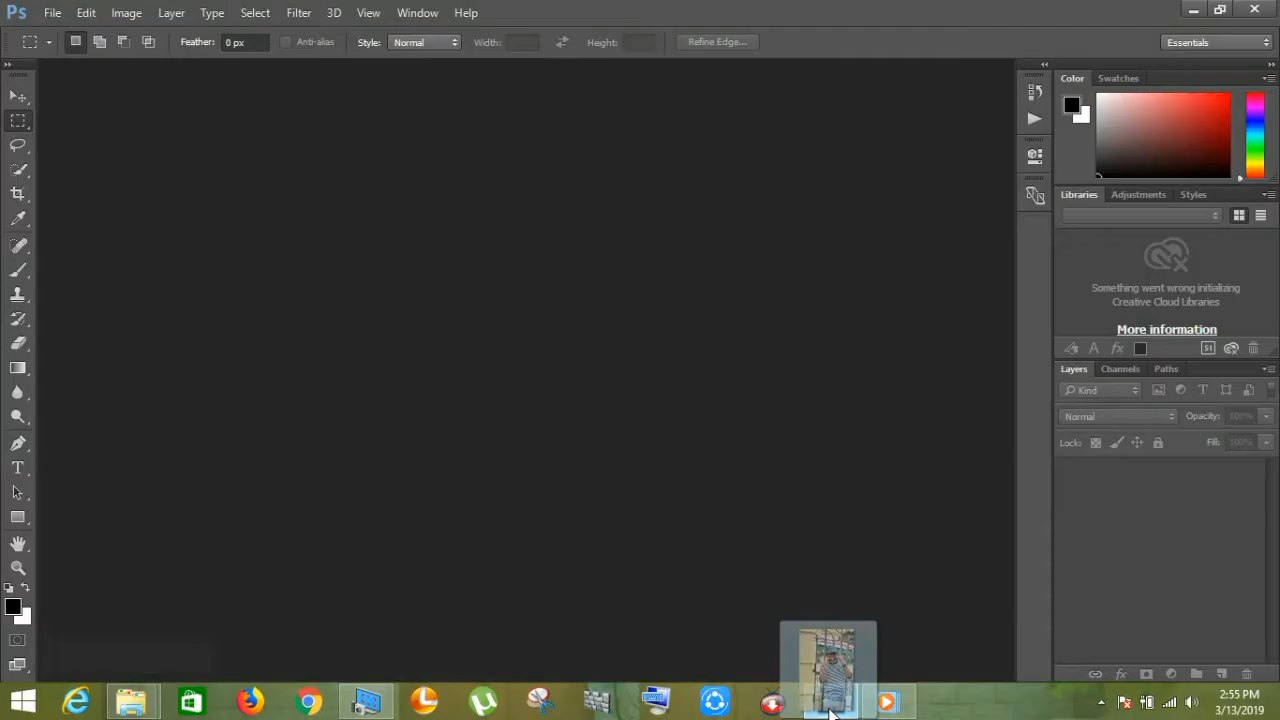 Ps File Edit Image Layer Type Select Filter 3D View Window Help
Feather: 0 px Anti-alias Style: Normal Width: Height: Refine Edge... Essentials
Color Swatches
Libraries Adjustments Styles
Something went wrong initializing
Creative Cloud Libraries
More information
St
Layers Channels Paths
Kind
Normal Opacity: 100%
Lock: Fill: 100%
2:55 PM
3/13/2019